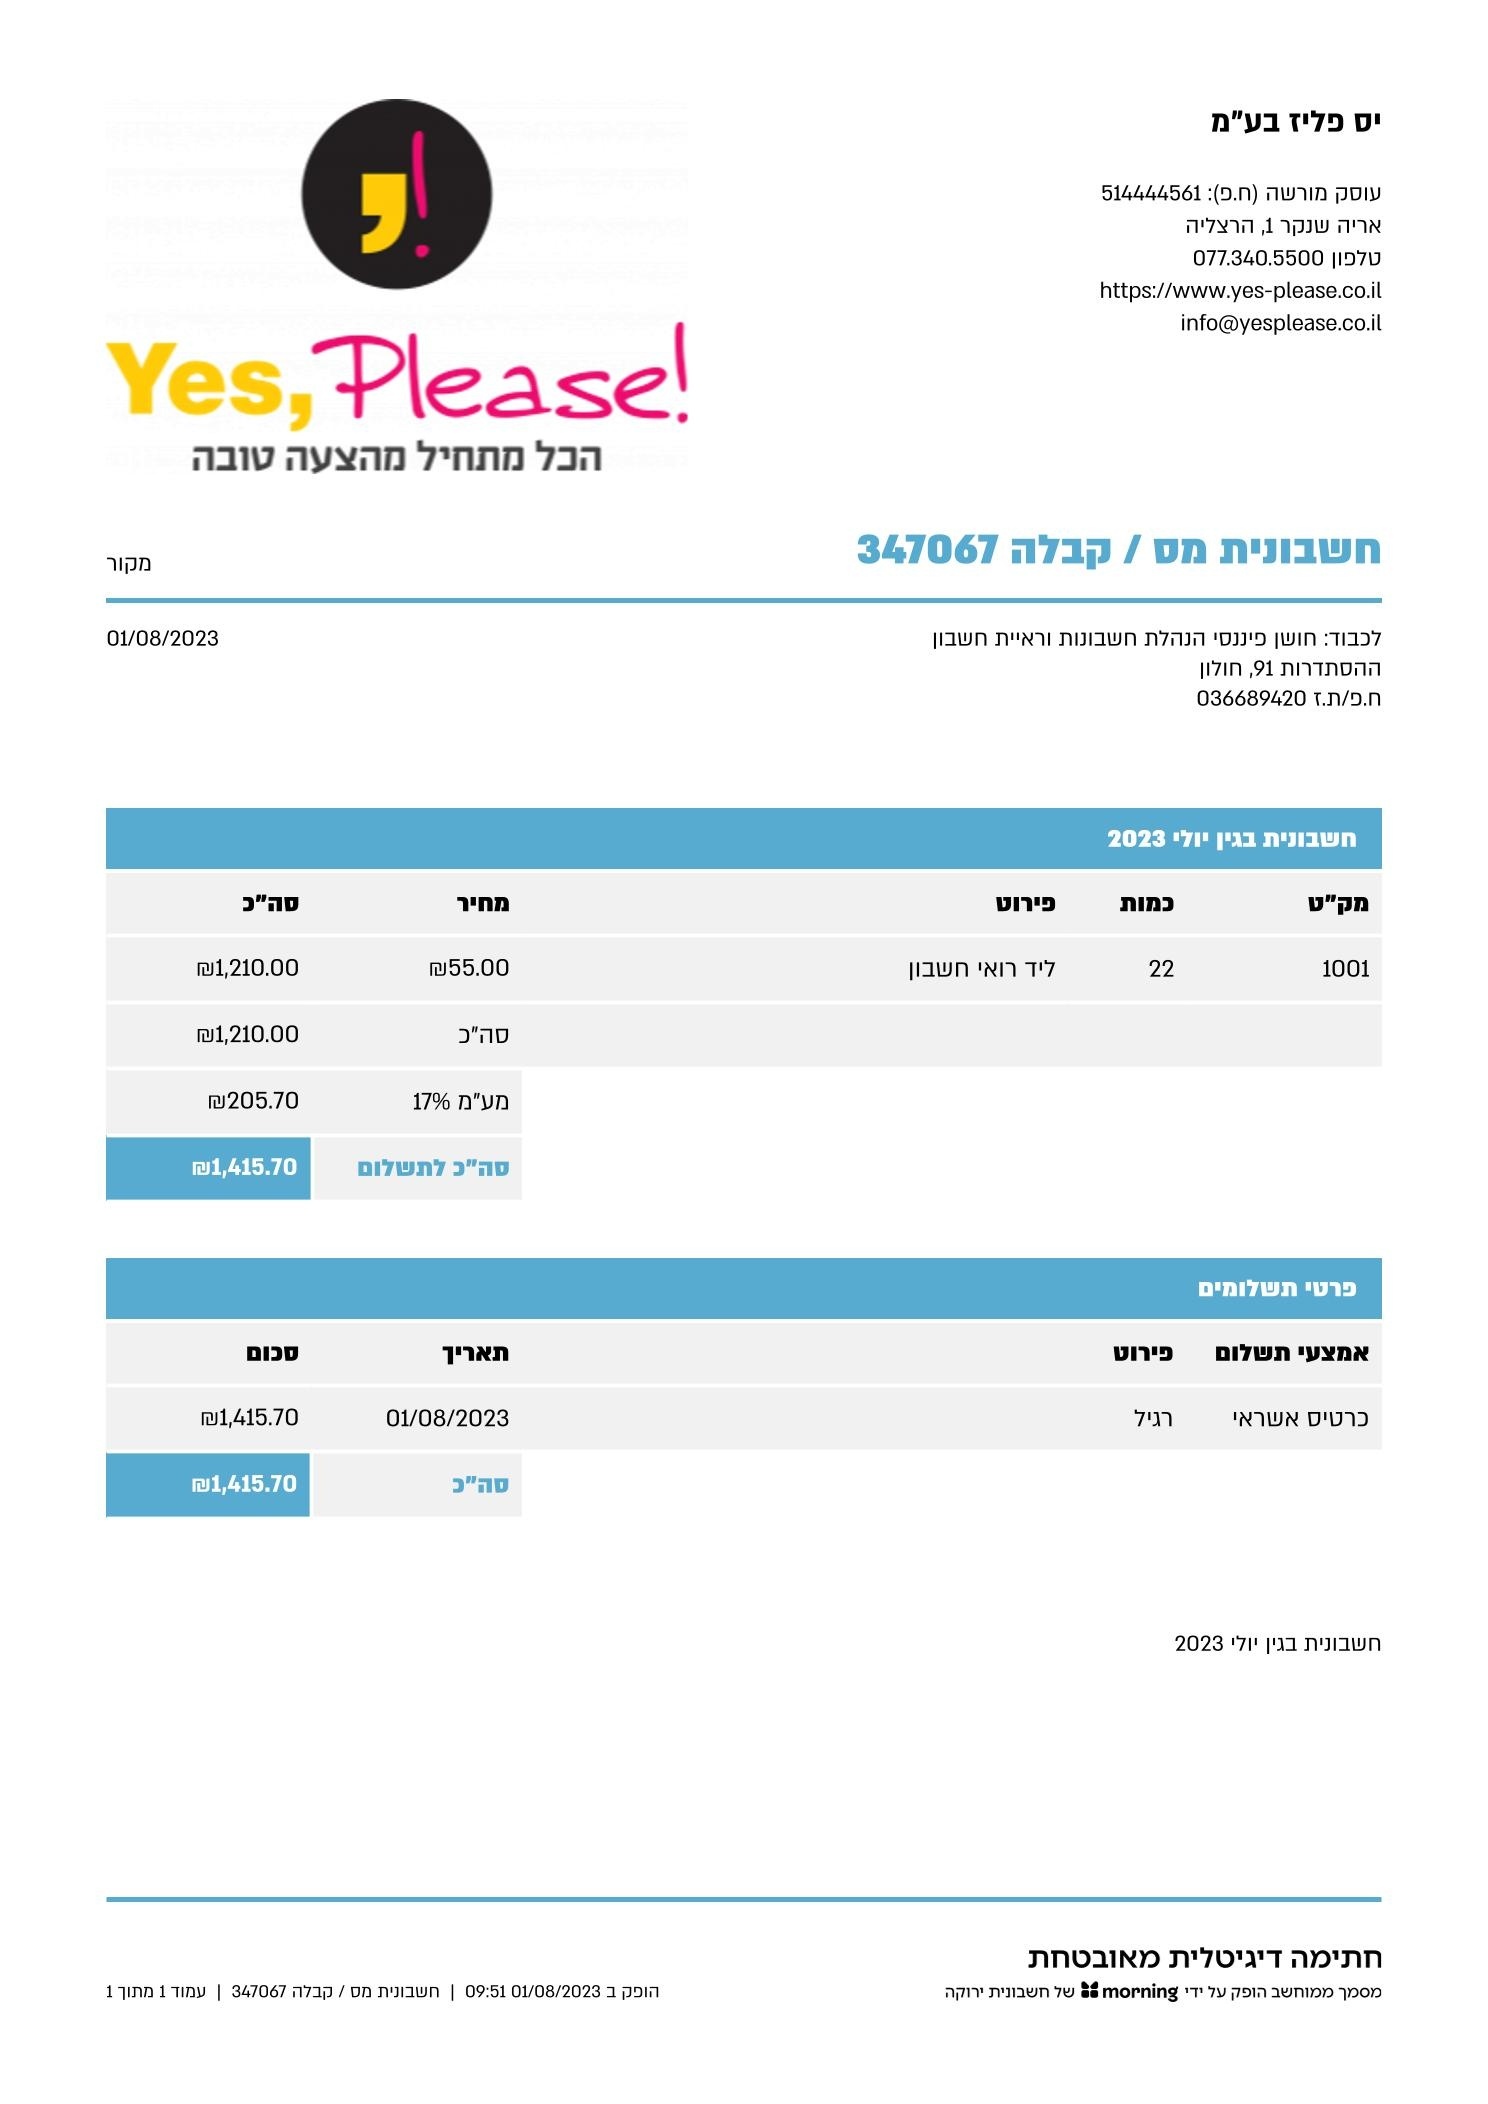 יס פליז בע"מ
עוסק מורשה (ח.פ): 514444561
אריה שנקר 1, הרצליה
טלפון 077.340.5500
https://www.yes-please.co.il
info@yesplease.co.il
Yes, Please!
הכל מתחיל מהצעה טובה
חשבונית מס / קבלה 347067
מקור
לכבוד: חושן פיננסי הנהלת חשבונות וראיית חשבון
01/08/2023
ההסתדרות 91, חולון
ח.פ/ת.ז 036689420
חשבונית בגין יולי 2023
מק"ט כמות פירוט מחיר סה"כ
1001 22 ליד רואי חשבון ₪55.00 ₪1,210.00
סה"כ ₪1,210.00
מע"מ 17% ₪205.70
סה"כ לתשלום ₪1,415.70
פרטי תשלומים
אמצעי תשלום פירוט תאריך סכום
כרטיס אשראי רגיל 01/08/2023 ₪1,415.70
סה"כ ₪1,415.70
חשבונית בגין יולי 2023
חתימה דיגיטלית מאובטחת
מסמך ממוחשב הופק על ידי morning של חשבונית ירוקה
הופק ב 01/08/2023 09:51 | חשבונית מס / קבלה 347067 | עמוד 1 מתוך 1